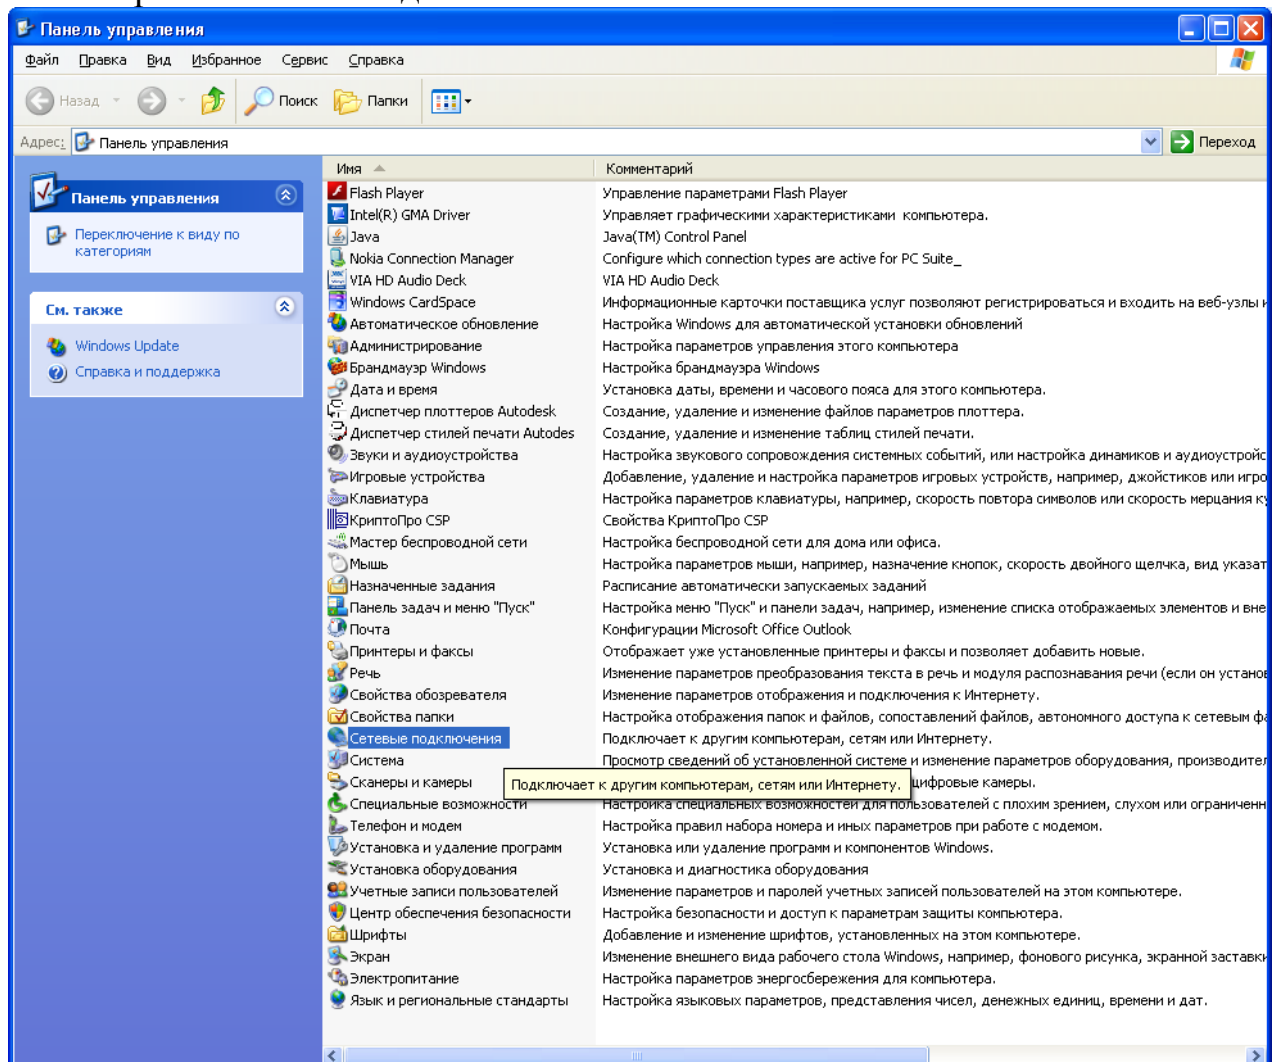 Панель управления
Файл Правка Вид Избранное Сервис Справка
Назад Поиск Папки
Адрес: Панель управления Переход
Имя Комментарий
Панель управления
Переключение к виду по
категориям
См. также
Windows Update
Справка и поддержка
Flash Player Управление параметрами Flash Player
Intel(R) GMA Driver Управляет графическими характеристиками компьютера.
Java Java(TM) Control Panel
Nokia Connection Manager Configure which connection types are active for PC Suite_
VIA HD Audio Deck VIA HD Audio Deck
Windows CardSpace Информационные карточки поставщика услуг позволяют регистрироваться и входить на веб-узлы и
Автоматическое обновление Настройка Windows для автоматической установки обновлений
Администрирование Настройка параметров управления этого компьютера
Брандмауэр Windows Настройка брандмауэра Windows
Дата и время Установка даты, времени и часового пояса для этого компьютера.
Диспетчер плоттеров Autodesk Создание, удаление и изменение файлов параметров плоттера.
Диспетчер стилей печати Autodes Создание, удаление и изменение таблиц стилей печати.
Звуки и аудиоустройства Настройка звукового сопровождения системных событий, или настройка динамиков и аудиоустройс
Игровые устройства Добавление, удаление и настройка параметров игровых устройств, например, джойстиков или игро
Клавиатура Настройка параметров клавиатуры, например, скорость повтора символов или скорость мерцания ку
КриптоПро CSP Свойства КриптоПро CSP
Мастер беспроводной сети Настройка беспроводной сети для дома или офиса.
Мышь Настройка параметров мыши, например, назначение кнопок, скорость двойного щелчка, вид указат
Назначенные задания Расписание автоматически запускаемых заданий
Панель задач и меню "Пуск" Настройка меню "Пуск" и панели задач, например, изменение списка отображаемых элементов и вне
Почта Конфигурации Microsoft Office Outlook
Принтеры и факсы Отображает уже установленные принтеры и факсы и позволяет добавить новые.
Речь Изменение параметров преобразования текста в речь и модуля распознавания речи (если он установ
Свойства обозревателя Изменение параметров отображения и подключения к Интернету.
Свойства папки Настройка отображения папок и файлов, сопоставлений файлов, автономного доступа к сетевым фа
Сетевые подключения Подключает к другим компьютерам, сетям или Интернету.
Система Просмотр сведений об установленной системе и изменение параметров оборудования, производител
Сканеры и камеры Подключает к другим компьютерам, сетям или Интернету. цифровые камеры.
Специальные возможности Настройка специальных возможностей для пользователей с плохим зрением, слухом или ограниченн
Телефон и модем Настройка правил набора номера и иных параметров при работе с модемом.
Установка и удаление программ Установка или удаление программ и компонентов Windows.
Установка оборудования Установка и диагностика оборудования
Учетные записи пользователей Изменение параметров и паролей учетных записей пользователей на этом компьютере.
Центр обеспечения безопасности Настройка безопасности и доступ к параметрам защиты компьютера.
Шрифты Добавление и изменение шрифтов, установленных на этом компьютере.
Экран Изменение внешнего вида рабочего стола Windows, например, фонового рисунка, экранной заставки
Электропитание Настройка параметров энергосбережения для компьютера.
Язык и региональные стандарты Настройка языковых параметров, представления чисел, денежных единиц, времени и дат.